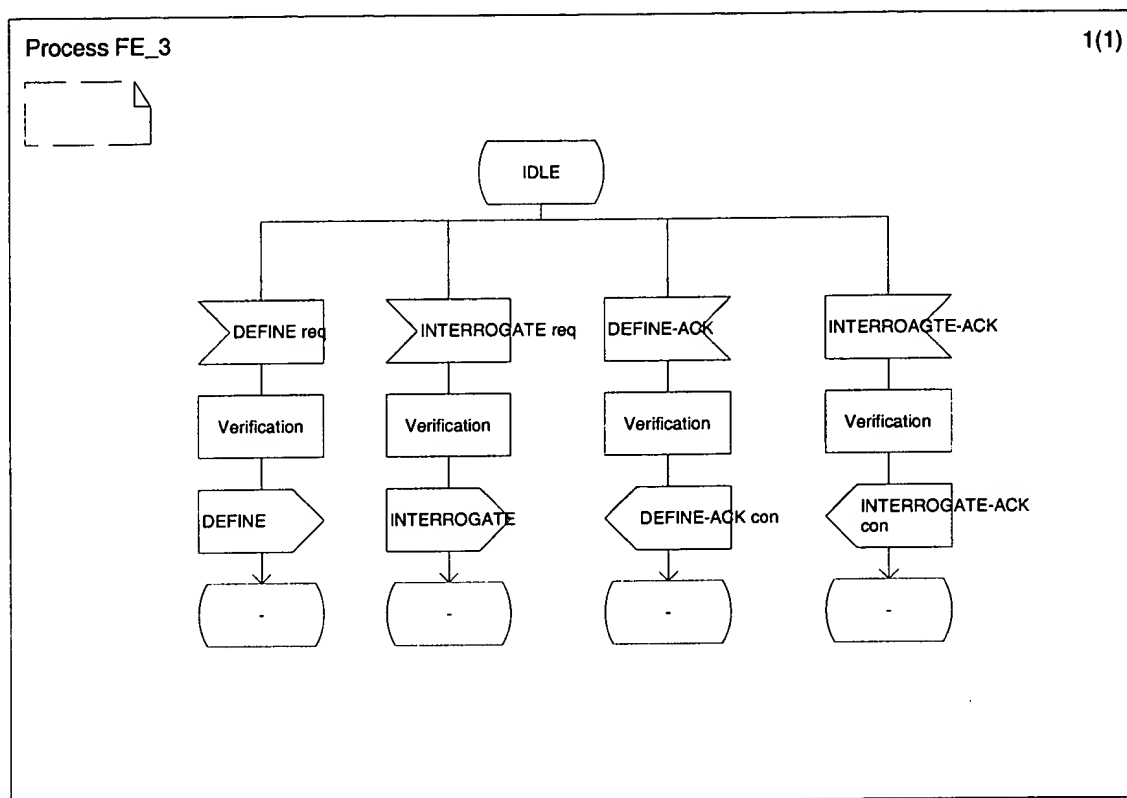 Process FE_3
1(1)
IDLE
DEFINE req
INTERROGATE req
DEFINE-ACK
INTERROAGTE-ACK
Verification
Verification
Verification
Verification
DEFINE
INTERROGATE
DEFINE-ACK con
INTERROGATE-ACK
con
-
-
-
-